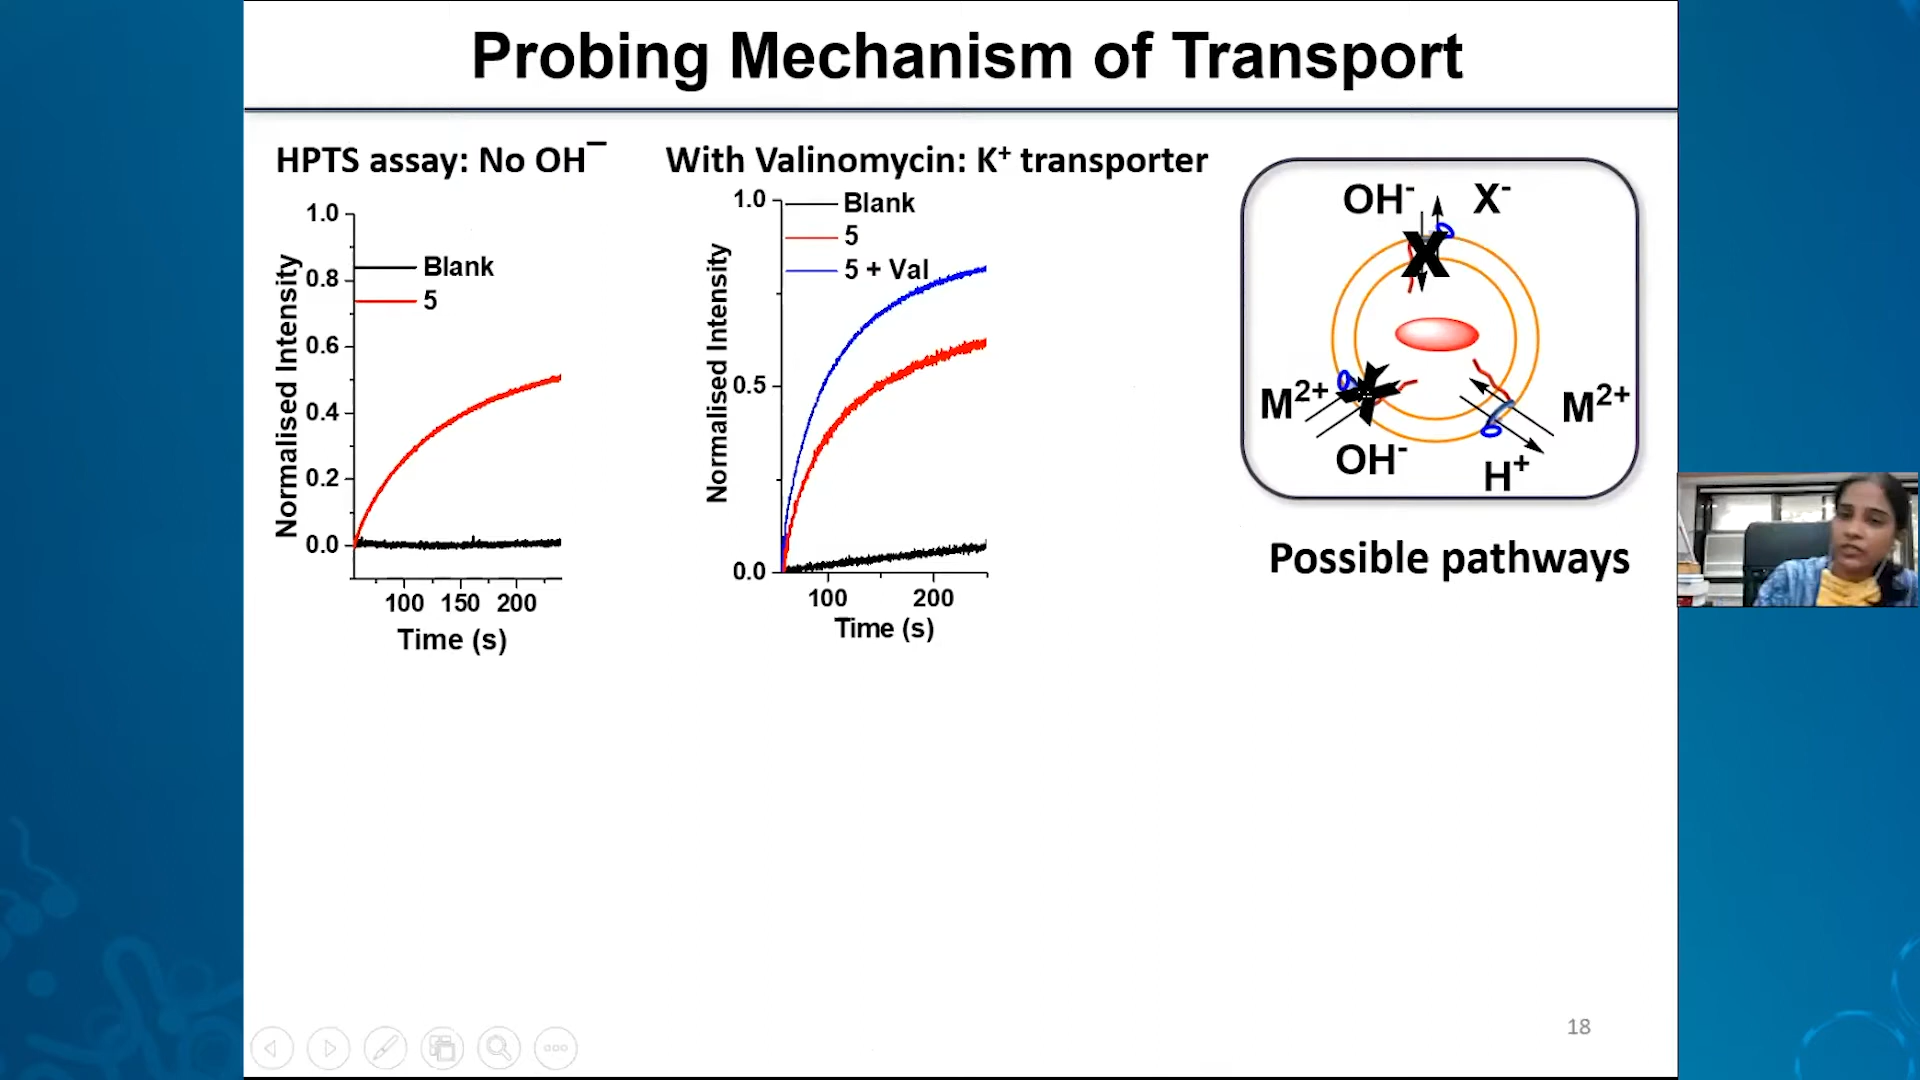 Probing Mechanism of Transport
HPTS assay: No OH¯
1.0
0.8
0.6
0.4
0.2
0.0
Normalised Intensity
Blank
5
100 150 200
Time (s)
With Valinomycin: K⁺ transporter
1.0
0.5
0.0
Normalised Intensity
Blank
5
5 + Val
100 200
Time (s)
OH⁻ X⁻
X
M²⁺
OH⁻
M²⁺
H⁺
Possible pathways
18